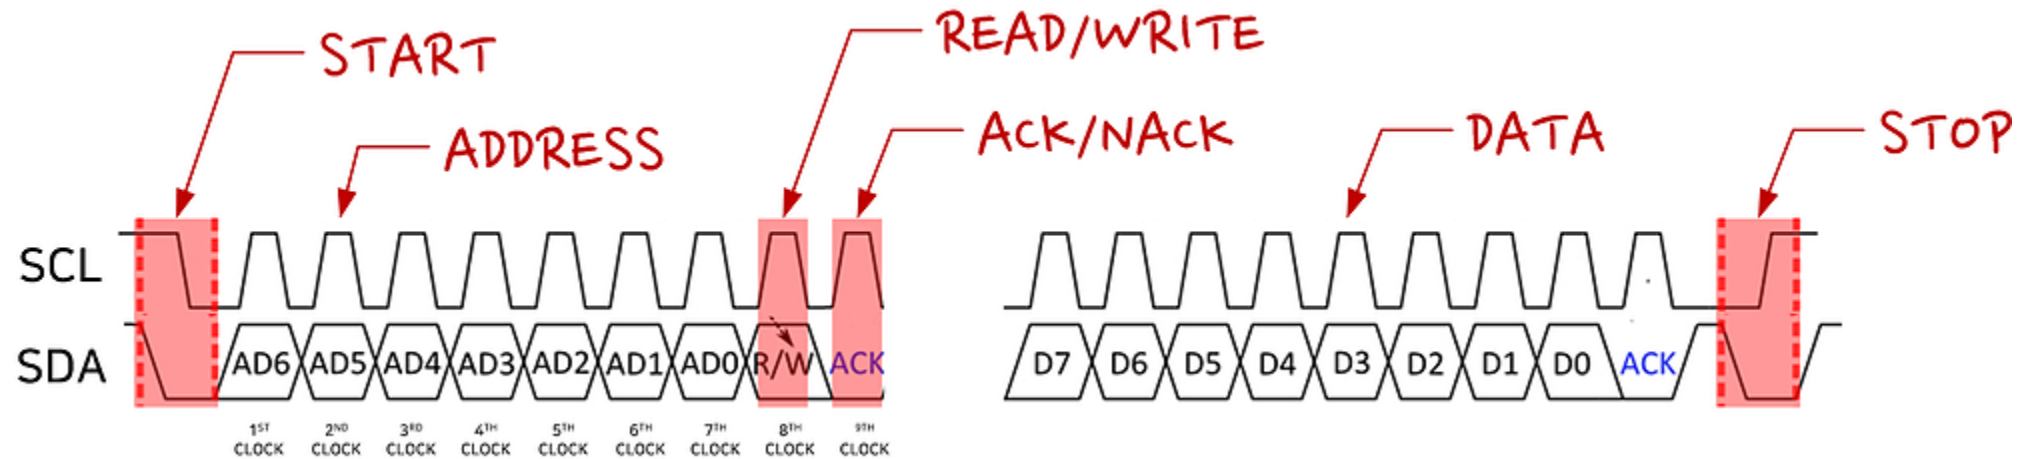 START
READ/WRITE
ADDRESS
ACK/NACK
DATA
STOP
SCL
SDA
AD6 AD5 AD4 AD3 AD2 AD1 AD0 R/W ACK
D7 D6 D5 D4 D3 D2 D1 D0 ACK
1ST 2ND 3RD 4TH 5TH 6TH 7TH 8TH 9TH
CLOCK CLOCK CLOCK CLOCK CLOCK CLOCK CLOCK CLOCK CLOCK